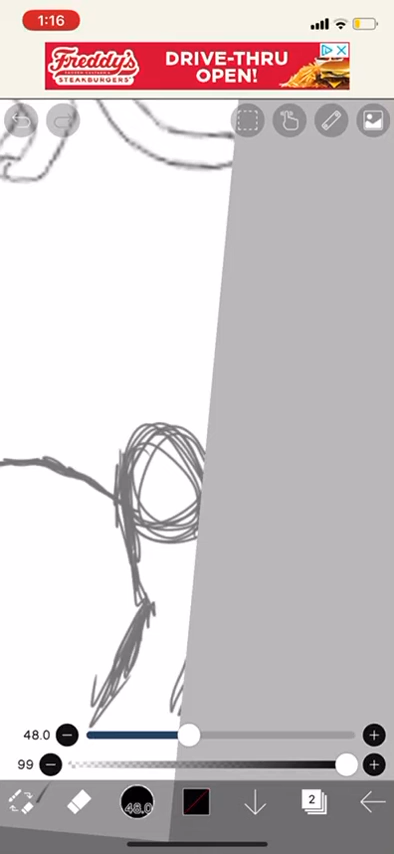 1:16
Freddy's
FROZEN CUSTARD &
STEAKBURGERS
DRIVE-THRU
OPEN!
48.0
99
48.0
2